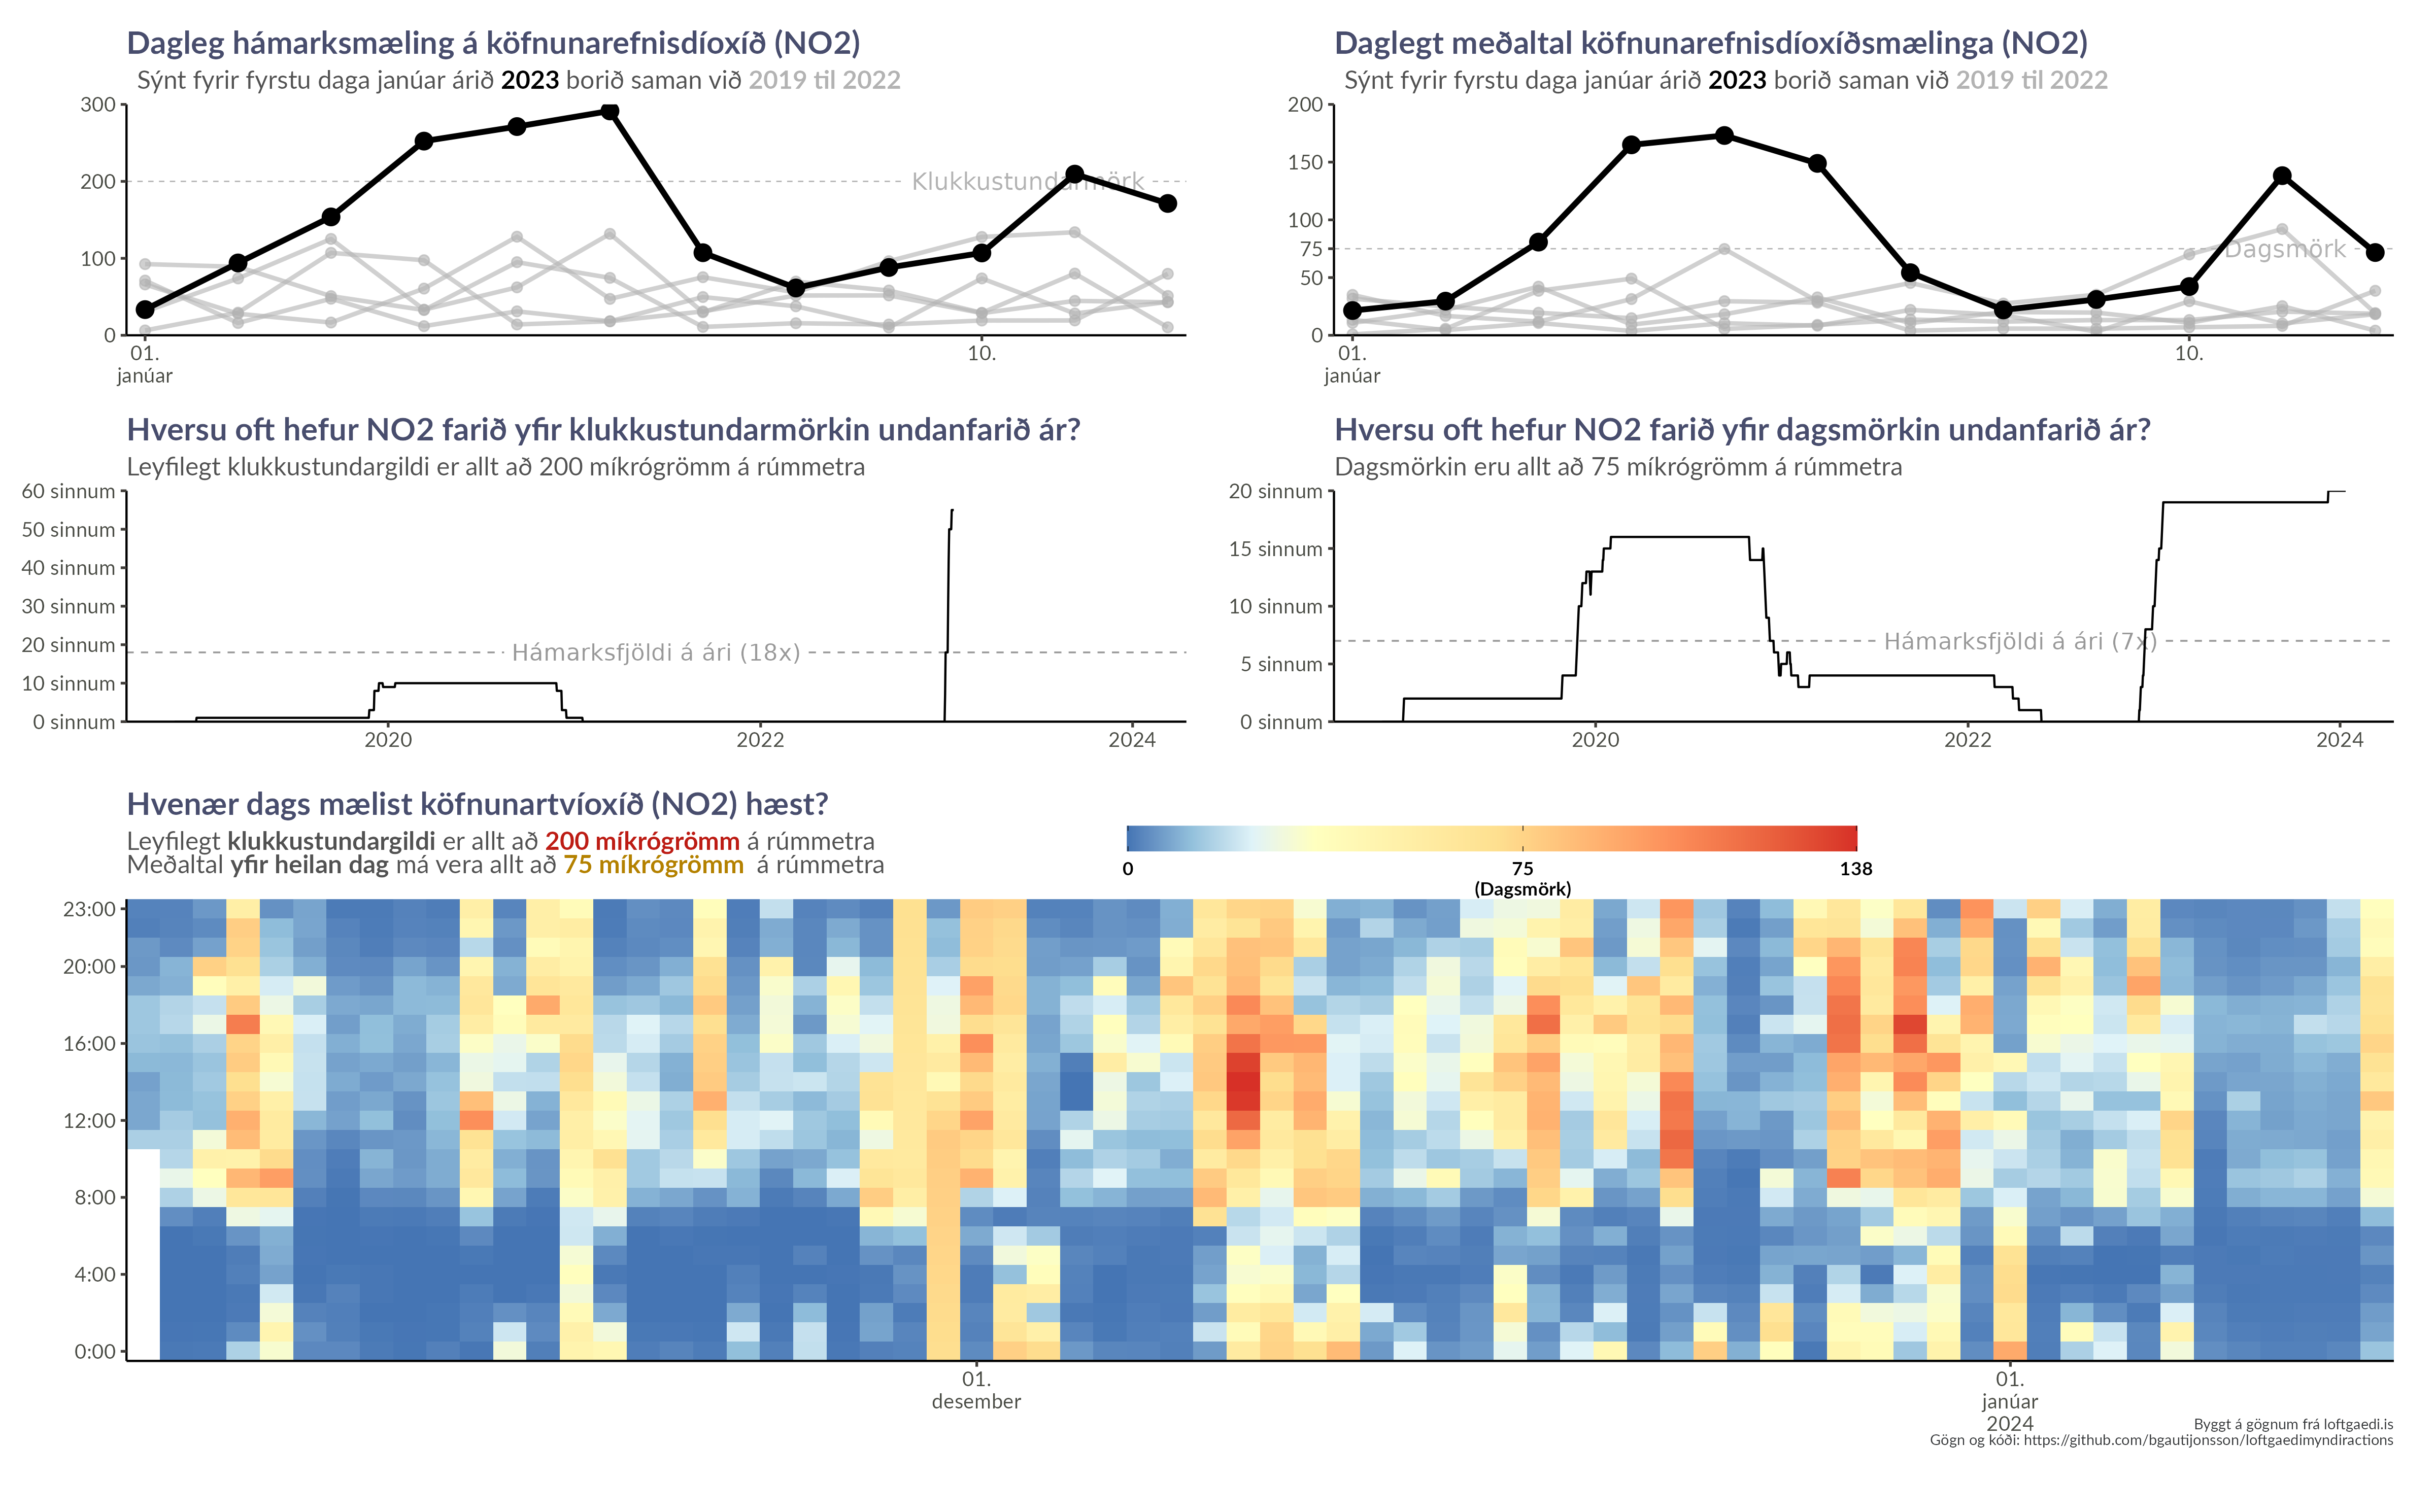 Dagleg hámarksmæling á köfnunarefnisdíoxíð (NO2)
Sýnt fyrir fyrstu daga janúar árið 2023 borið saman við 2019 til 2022
300
200
100
0
Klukkustundarmörk
01.
janúar
10.
Daglegt meðaltal köfnunarefnisdíoxíðsmælinga (NO2)
Sýnt fyrir fyrstu daga janúar árið 2023 borið saman við 2019 til 2022
200
150
100
75
50
0
Dagsmörk
01.
janúar
10.
Hversu oft hefur NO2 farið yfir klukkustundarmörkin undanfarið ár?
Leyfilegt klukkustundargildi er allt að 200 míkrógrömm á rúmmetra
60 sinnum
50 sinnum
40 sinnum
30 sinnum
20 sinnum
10 sinnum
0 sinnum
Hámarksfjöldi á ári (18x)
2020
2022
2024
Hversu oft hefur NO2 farið yfir dagsmörkin undanfarið ár?
Dagsmörkin eru allt að 75 míkrógrömm á rúmmetra
20 sinnum
15 sinnum
10 sinnum
5 sinnum
0 sinnum
Hámarksfjöldi á ári (7x)
2020
2022
2024
Hvenær dags mælist köfnunartvíoxíð (NO2) hæst?
Leyfilegt klukkustundargildi er allt að 200 míkrógrömm á rúmmetra
Meðaltal yfir heilan dag má vera allt að 75 míkrógrömm á rúmmetra
0
75
(Dagsmörk)
138
23:00
20:00
16:00
12:00
8:00
4:00
0:00
01.
desember
01.
janúar
2024
Byggt á gögnum frá loftgaedi.is
Gögn og kóði: https://github.com/bgautijonsson/loftgaedimyndiractions